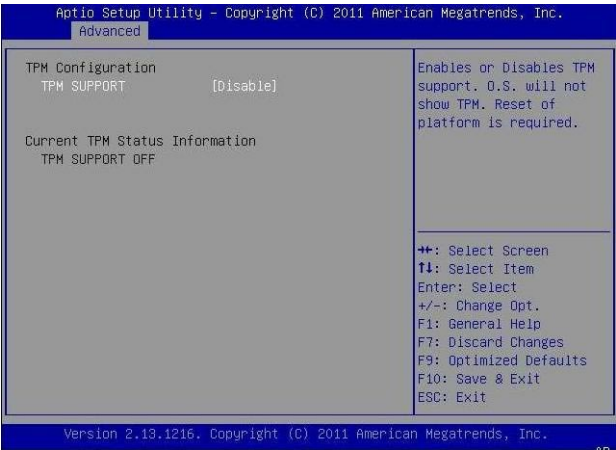 Aptio Setup Utility – Copyright (C) 2011 American Megatrends, Inc.
Advanced
TPM Configuration
TPM SUPPORT [Disable]
Current TPM Status Information
TPM SUPPORT OFF
Enables or Disables TPM
support. O.S. will not
show TPM. Reset of
platform is required.
→←: Select Screen
↑↓: Select Item
Enter: Select
+/-: Change Opt.
F1: General Help
F7: Discard Changes
F9: Optimized Defaults
F10: Save & Exit
ESC: Exit
Version 2.13.1216. Copyright (C) 2011 American Megatrends, Inc.